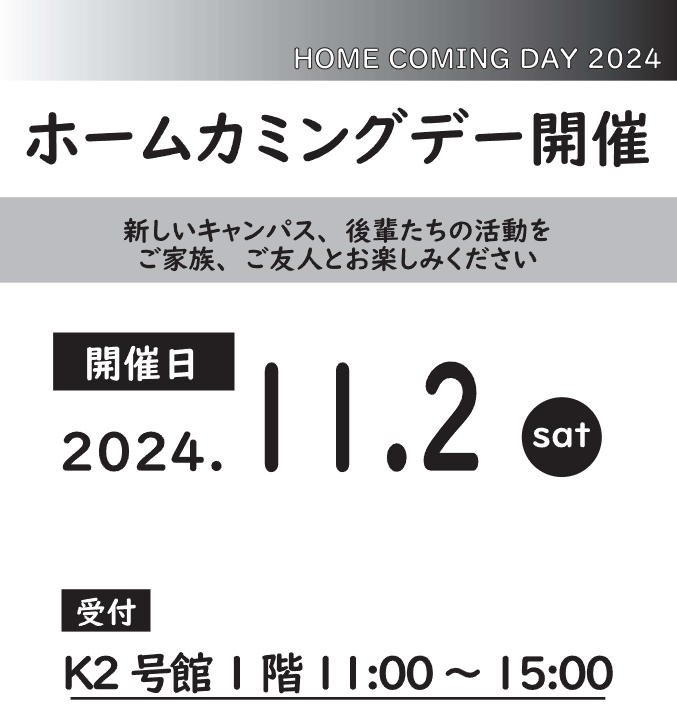 HOME COMING DAY 2024
ホームカミングデー開催
新しいキャンパス、後輩たちの活動を
ご家族、ご友人とお楽しみください
開催日
2024. 11.2 sat
受付
K2 号館 1 階 11:00 〜 15:00